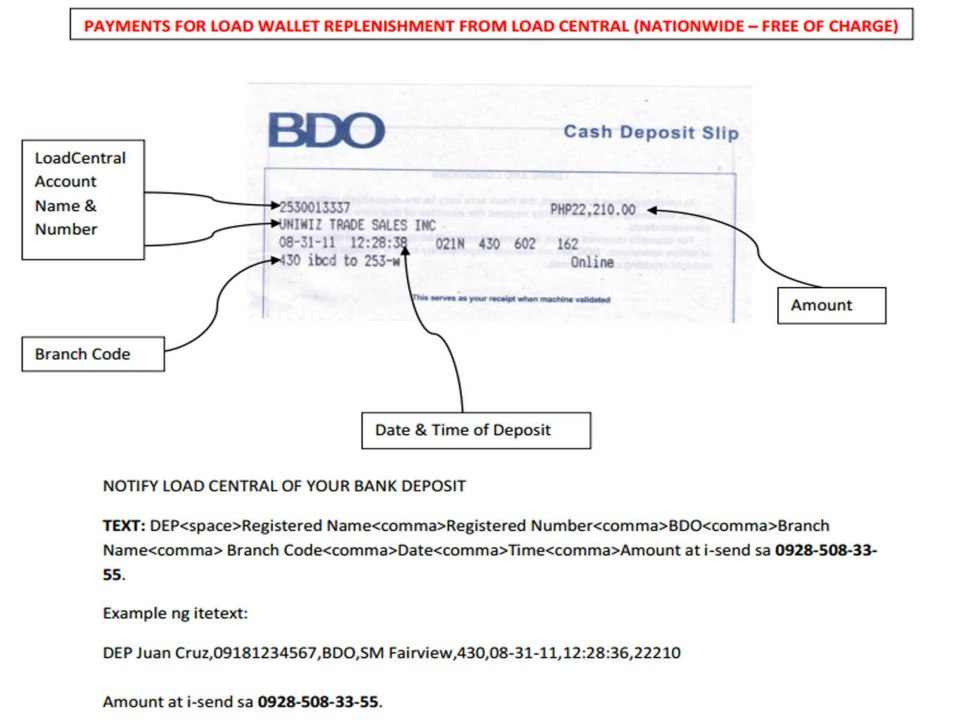 PAYMENTS FOR LOAD WALLET REPLENISHMENT FROM LOAD CENTRAL (NATIONWIDE – FREE OF CHARGE)
BDO
Cash Deposit Slip
LoadCentral
Account
Name &
Number
TERMS AND CONDITIONS
2530013337 PHP22,210.00
UNIWIZ TRADE SALES INC
08-31-11 12:28:38 021N 430 602 162
430 ibcd to 253-w Online
This serves as your receipt when machine validated
Amount
Branch Code
Date & Time of Deposit
NOTIFY LOAD CENTRAL OF YOUR BANK DEPOSIT
TEXT: DEP<space>Registered Name<comma>Registered Number<comma>BDO<comma>Branch
Name<comma> Branch Code<comma>Date<comma>Time<comma>Amount at i-send sa 0928-508-33-
55.
Example ng itetext:
DEP Juan Cruz,09181234567,BDO,SM Fairview,430,08-31-11,12:28:36,22210
Amount at i-send sa 0928-508-33-55.